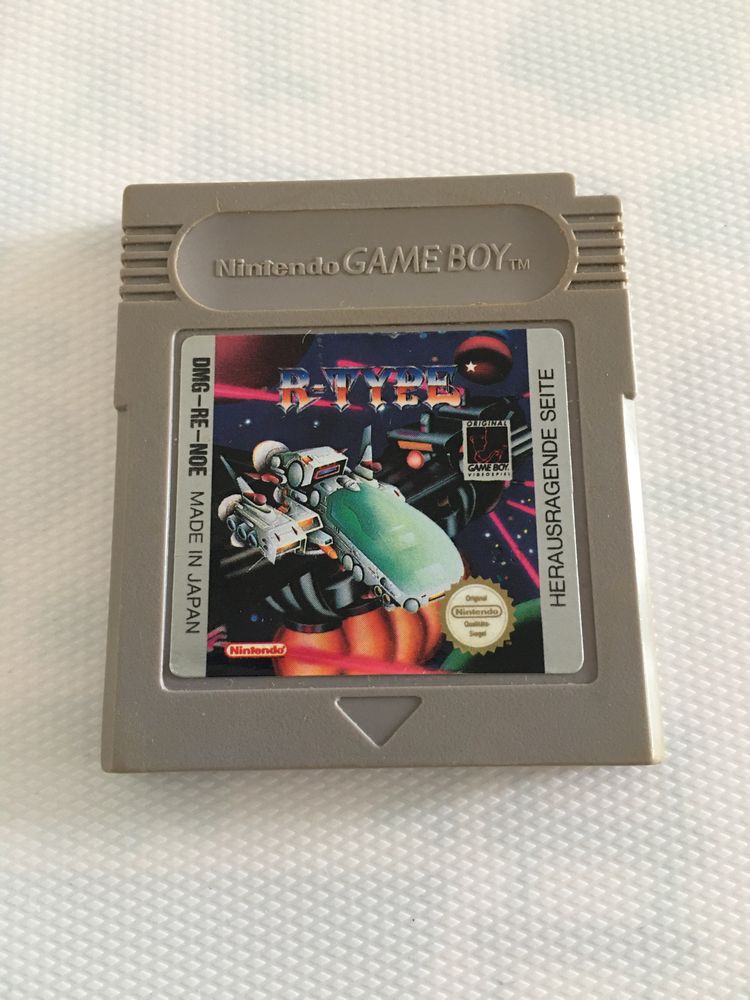 Nintendo GAME BOY TM
DMG-RE-NOE MADE IN JAPAN
R-TYPE
ORIGINAL
GAME BOY
VIDEOSPIEL
HERAUSRAGENDE SEITE
Original
Nintendo
Qualitäts-
Siegel
Nintendo